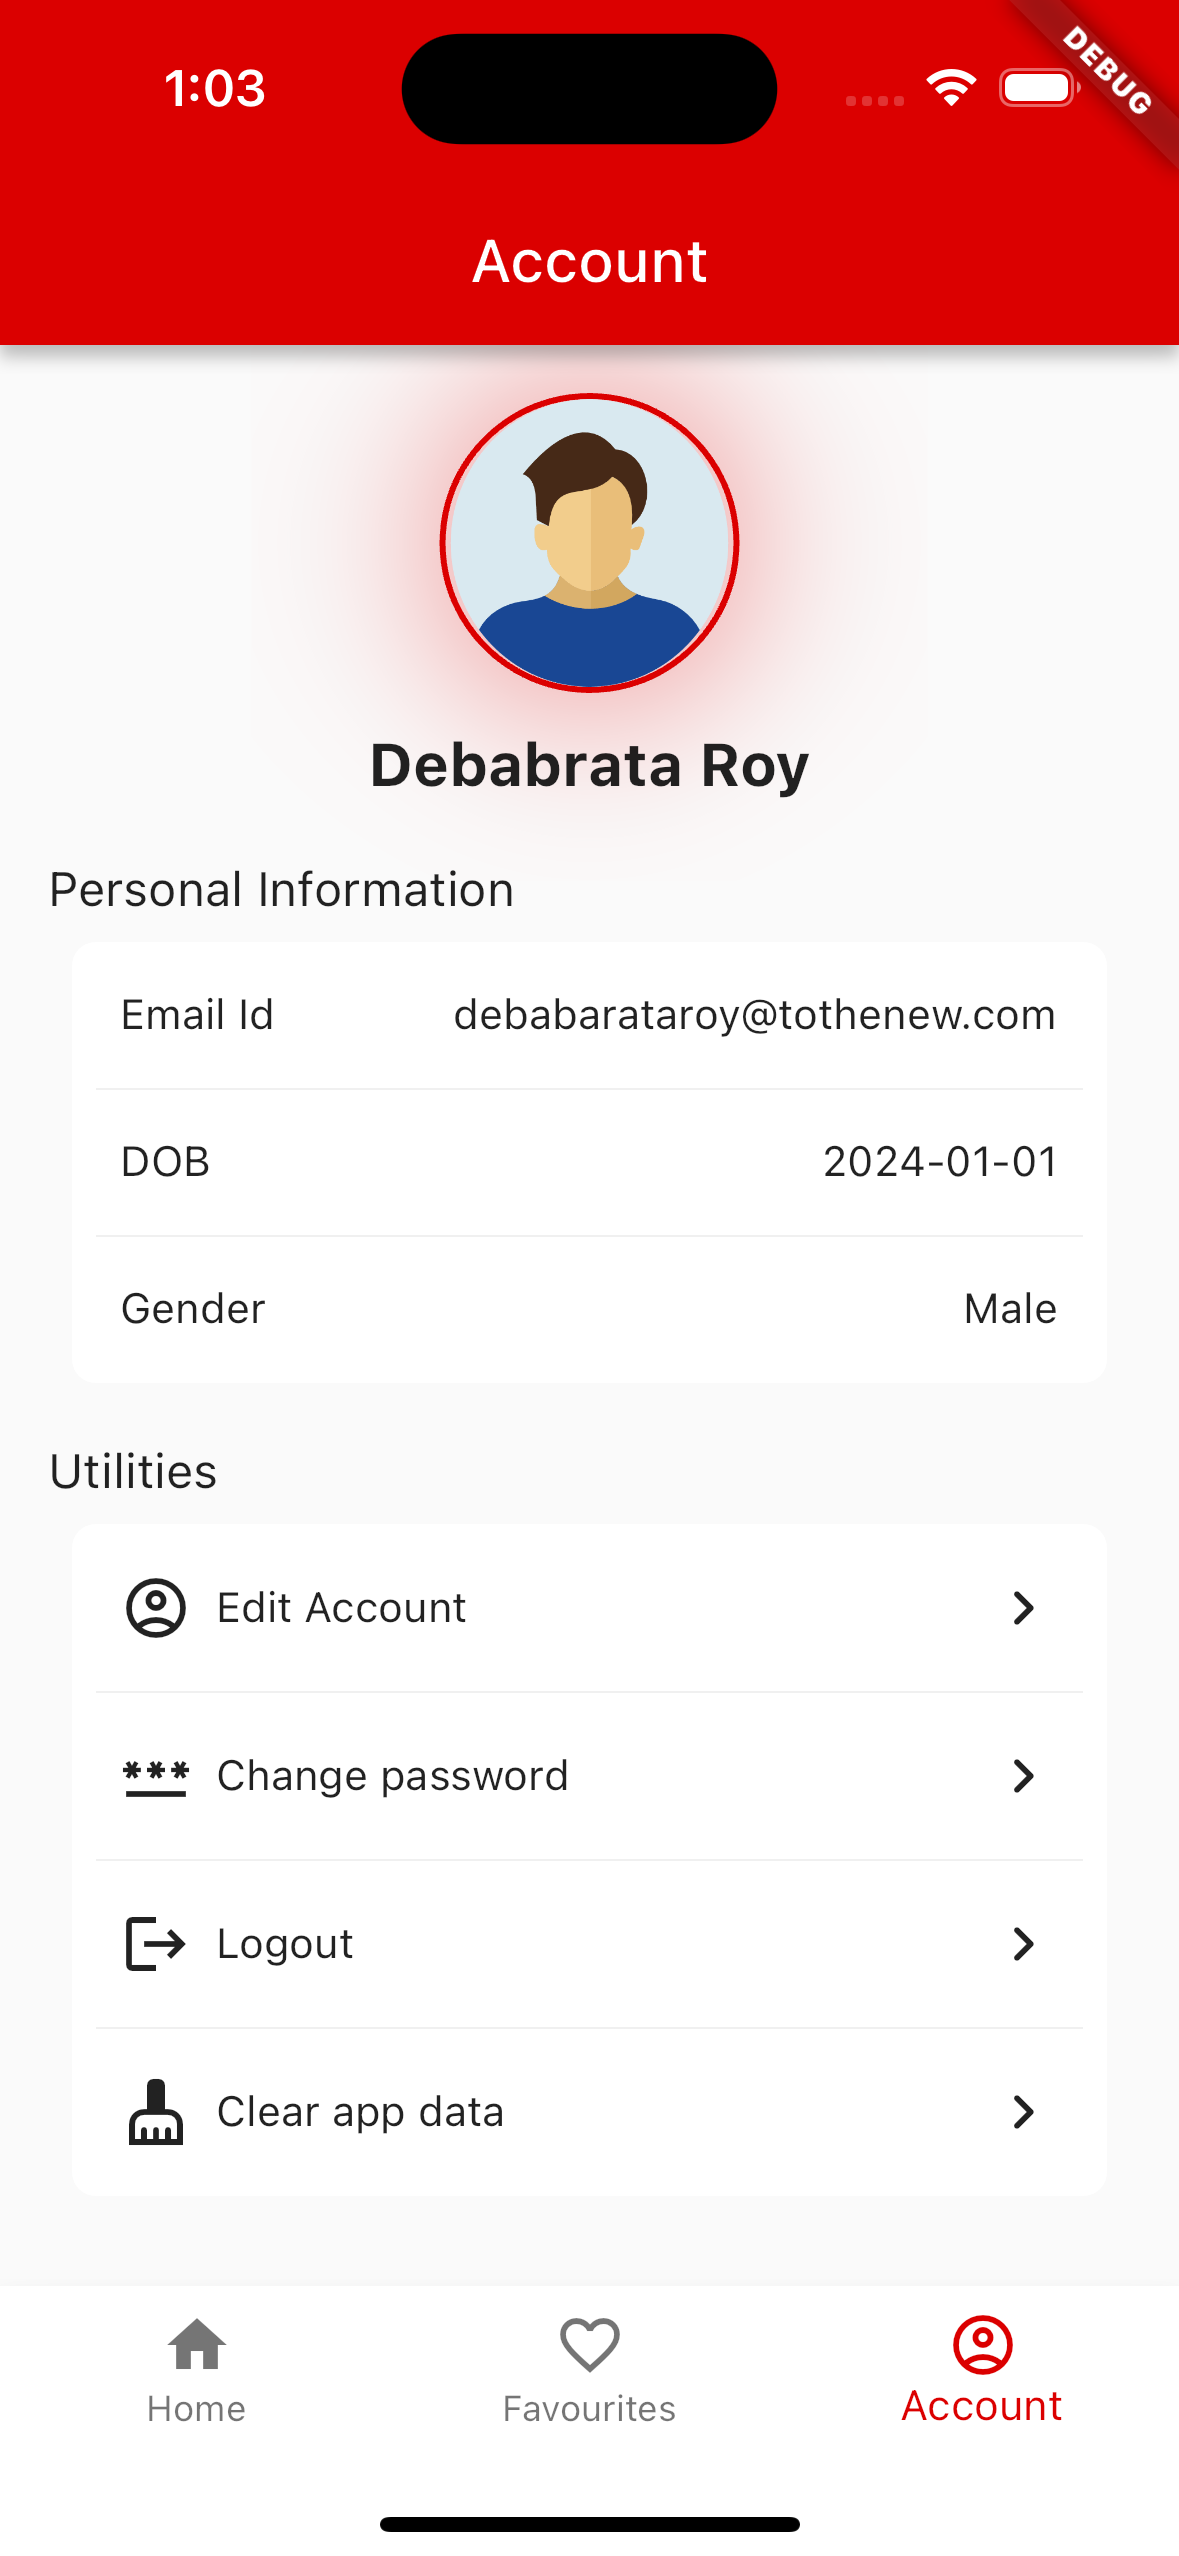 1:03
DEBUG
Account
Debabrata Roy
Personal Information
Email Id debabarataroy@tothenew.com
DOB 2024-01-01
Gender Male
Utilities
Edit Account
*** Change password
Logout
Clear app data
Home Favourites Account